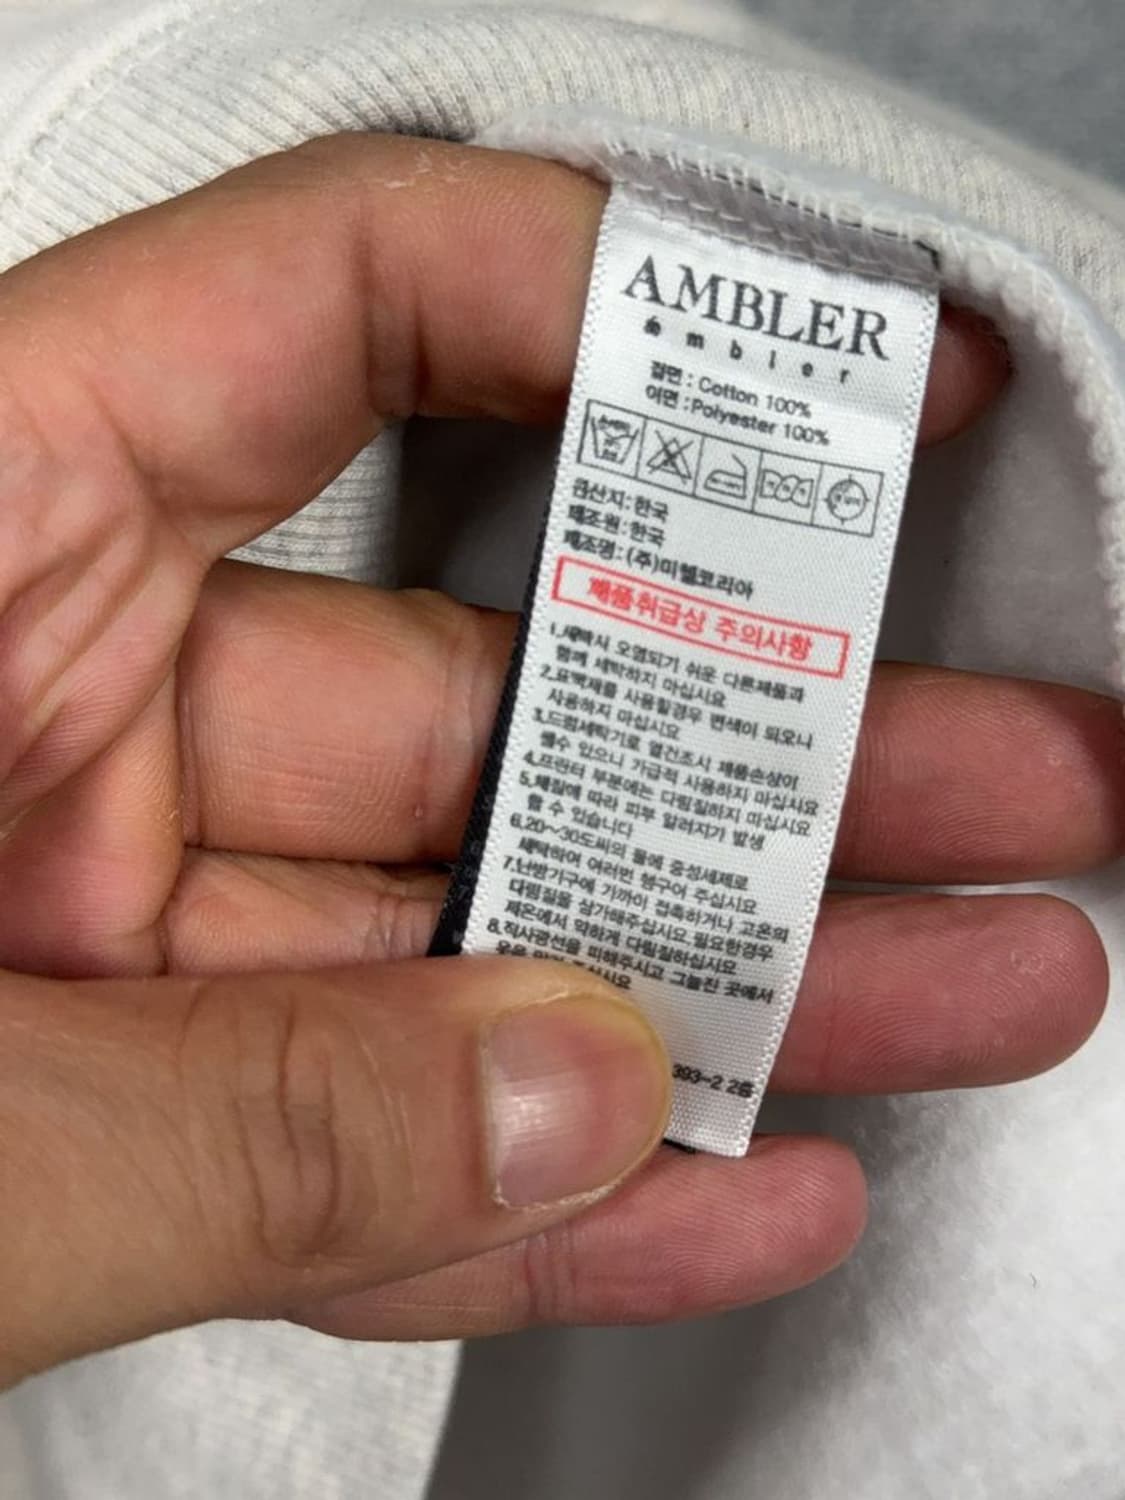 AMBLER
ambler
겉면 : Cotton 100%
이면 : Polyester 100%
원산지 : 한국
제조원 : 한국
제조명 : (주)미헬코리아
제품취급상 주의사항
1.세탁시 오염되기 쉬운 다른제품과
함께 세탁하지 마십시요
2.표백제를 사용할경우 변색이 되오니
사용하지 마십시요
3.드럼세탁기로 열건조시 제품손상이
될수 있으니 가급적 사용하지 마십시요
4.프린터 부분에는 다림질하지 마십시요
5.체질에 따라 피부 알러지가 발생
할 수 있습니다
6.20~30도씨의 물에 중성세제로
세탁하여 여러번 헹구어 주십시요
7.난방기구에 가까이 접촉하거나 고온의
다림질을 삼가해주십시요 필요한경우
제온에서 약하게 다림질하십시요
8.직사광선을 피해주시고 그늘진 곳에서
393-2 2층